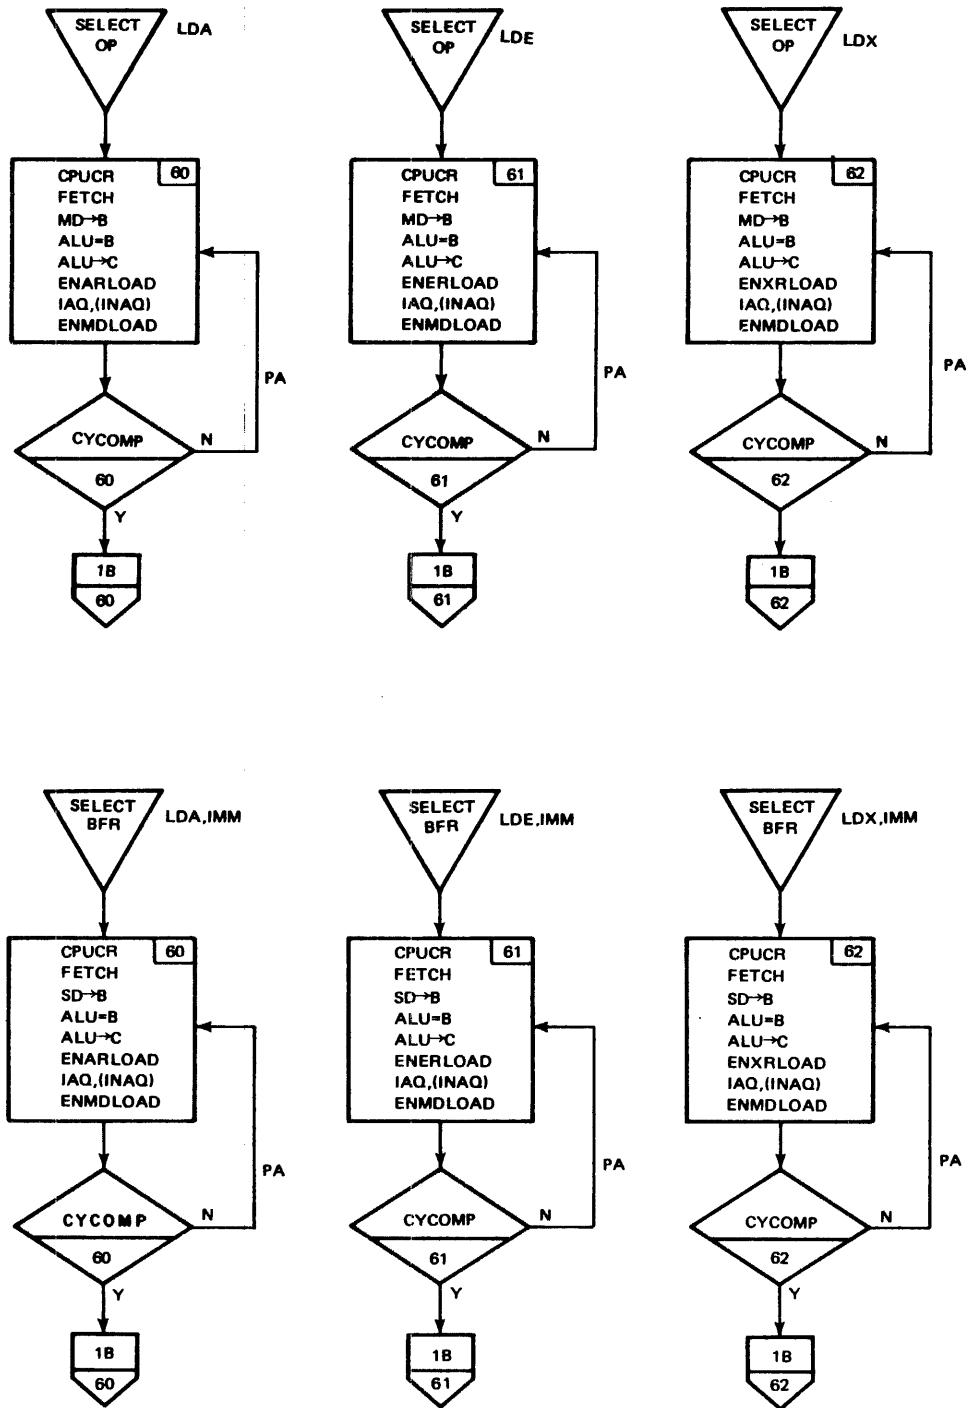 SELECT
OP
LDA
CPUCR
60
FETCH
MD→B
ALU=B
ALU→C
ENARLOAD
IAQ,(INAQ)
ENMDLOAD
PA
CYCOMP
N
60
Y
1B
60
SELECT
OP
LDE
CPUCR
61
FETCH
MD→B
ALU=B
ALU→C
ENERLOAD
IAQ,(INAQ)
ENMDLOAD
PA
CYCOMP
N
61
Y
1B
61
SELECT
OP
LDX
CPUCR
62
FETCH
MD→B
ALU=B
ALU→C
ENXRLOAD
IAQ,(INAQ)
ENMDLOAD
PA
CYCOMP
N
62
1B
62
SELECT
BFR
LDA,IMM
CPUCR
60
FETCH
SD→B
ALU=B
ALU→C
ENARLOAD
IAQ,(INAQ)
ENMDLOAD
PA
CYCOMP
N
60
Y
1B
60
SELECT
BFR
LDE,IMM
CPUCR
61
FETCH
SD→B
ALU=B
ALU→C
ENERLOAD
IAQ,(INAQ)
ENMDLOAD
PA
CYCOMP
N
61
Y
1B
61
SELECT
BFR
LDX,IMM
CPUCR
62
FETCH
SD→B
ALU=B
ALU→C
ENXRLOAD
IAQ,(INAQ)
ENMDLOAD
PA
CYCOMP
N
62
Y
1B
62